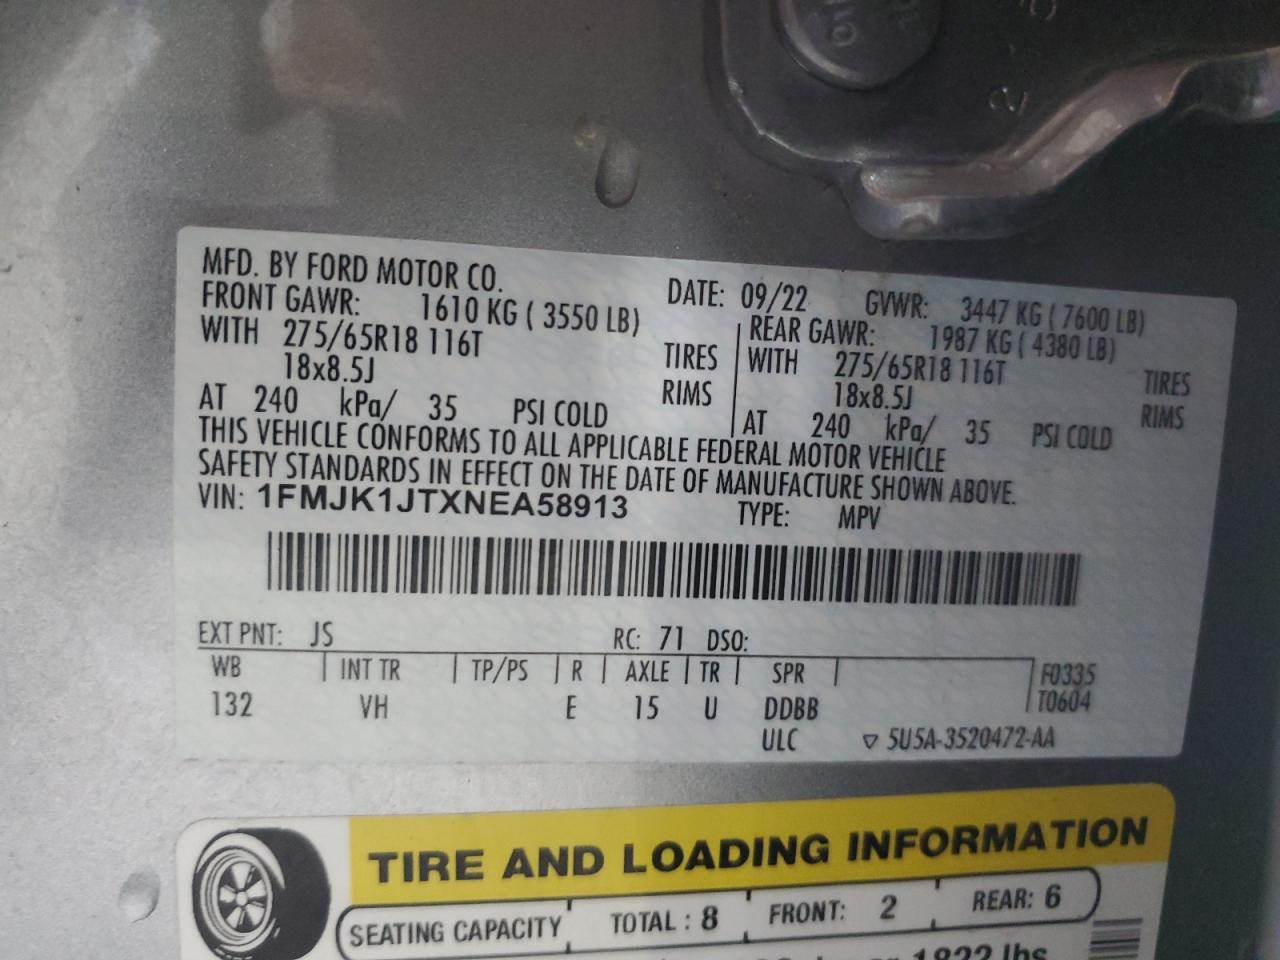 MFD. BY FORD MOTOR CO.
DATE: 09/22 GVWR: 3447 KG ( 7600 LB)
FRONT GAWR: 1610 KG ( 3550 LB) REAR GAWR: 1987 KG ( 4380 LB)
WITH 275/65R18 116T TIRES WITH 275/65R18 116T TIRES
18x8.5J RIMS 18x8.5J RIMS
AT 240 kPa/ 35 PSI COLD AT 240 kPa/ 35 PSI COLD
THIS VEHICLE CONFORMS TO ALL APPLICABLE FEDERAL MOTOR VEHICLE
SAFETY STANDARDS IN EFFECT ON THE DATE OF MANUFACTURE SHOWN ABOVE.
VIN: 1FMJK1JTXNEA58913 TYPE: MPV
EXT PNT: JS RC: 71 DSO:
WB INT TR TP/PS R AXLE TR SPR F0335
132 VH E 15 U DDBB T0604
ULC ▽ 5U5A-3520472-AA
TIRE AND LOADING INFORMATION
SEATING CAPACITY TOTAL : 8 FRONT: 2 REAR: 6
1822 lbs